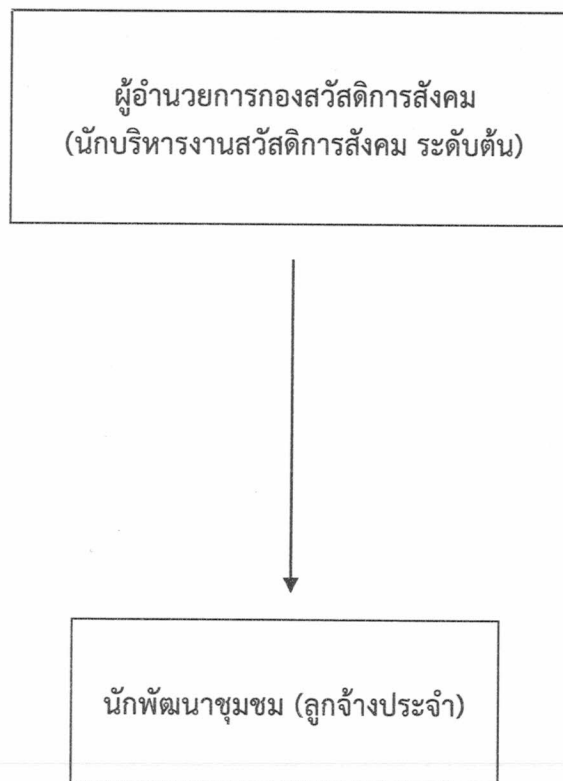 ผู้อำนวยการกองสวัสดิการสังคม
(นักบริหารงานสวัสดิการสังคม ระดับต้น)
นักพัฒนาชุมชม (ลูกจ้างประจำ)